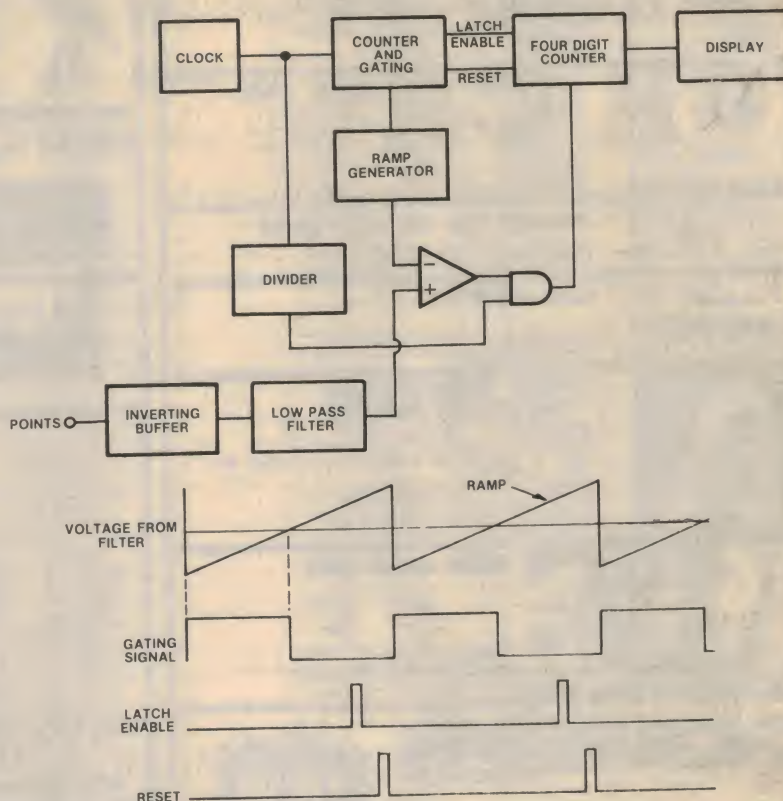 CLOCK
COUNTER
AND
GATING
LATCH
ENABLE
RESET
FOUR DIGIT
COUNTER
DISPLAY
RAMP
GENERATOR
DIVIDER
−
+
POINTS
INVERTING
BUFFER
LOW PASS
FILTER
RAMP
VOLTAGE FROM
FILTER
GATING
SIGNAL
LATCH
ENABLE
RESET